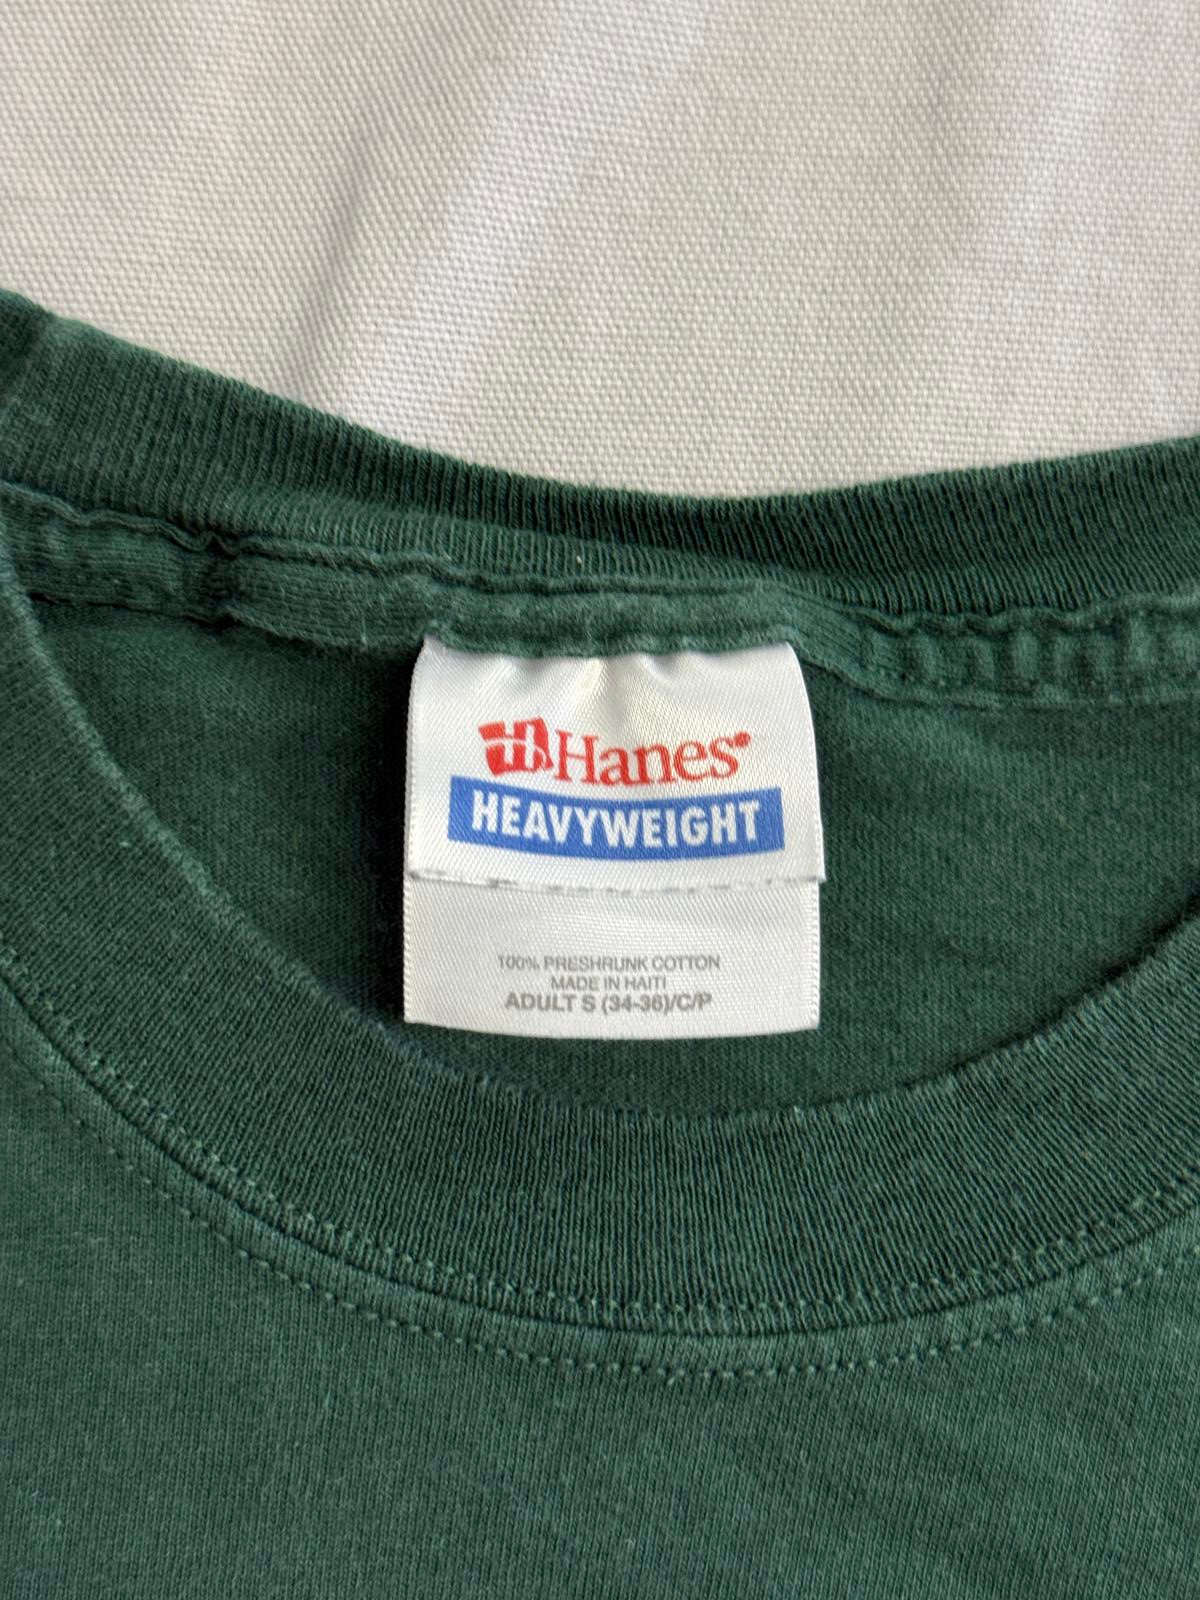 Hanes
HEAVYWEIGHT
100% PRESHRUNK COTTON
MADE IN HAITI
ADULT S (34-36)/C/P